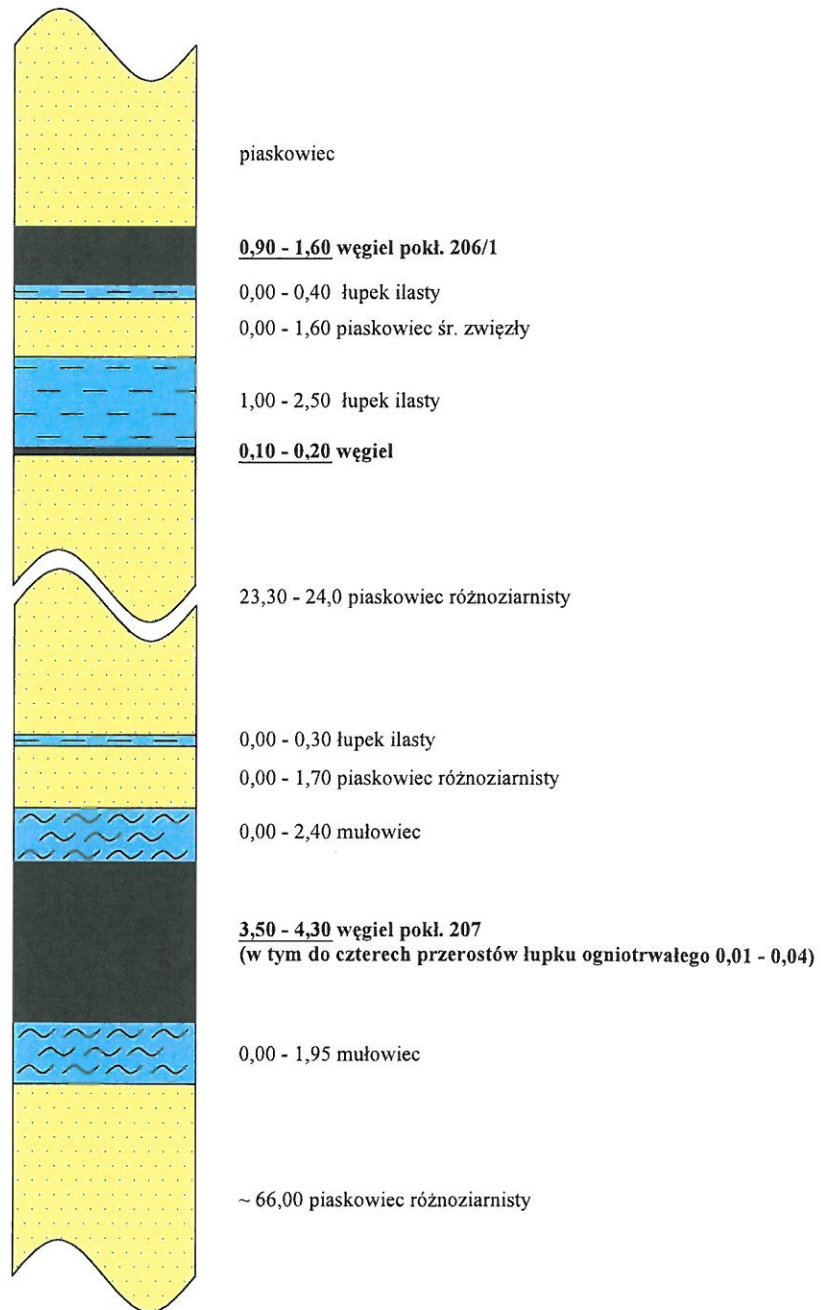 piaskowiec
0,90 - 1,60 węgiel pokł. 206/1
0,00 - 0,40 łupek ilasty
0,00 - 1,60 piaskowiec śr. zwięzły
1,00 - 2,50 łupek ilasty
0,10 - 0,20 węgiel
23,30 - 24,0 piaskowiec różnoziarnisty
0,00 - 0,30 łupek ilasty
0,00 - 1,70 piaskowiec różnoziarnisty
0,00 - 2,40 mułowiec
3,50 - 4,30 węgiel pokł. 207
(w tym do czterech przerostów łupku ogniotrwałego 0,01 - 0,04)
0,00 - 1,95 mułowiec
~ 66,00 piaskowiec różnoziarnisty